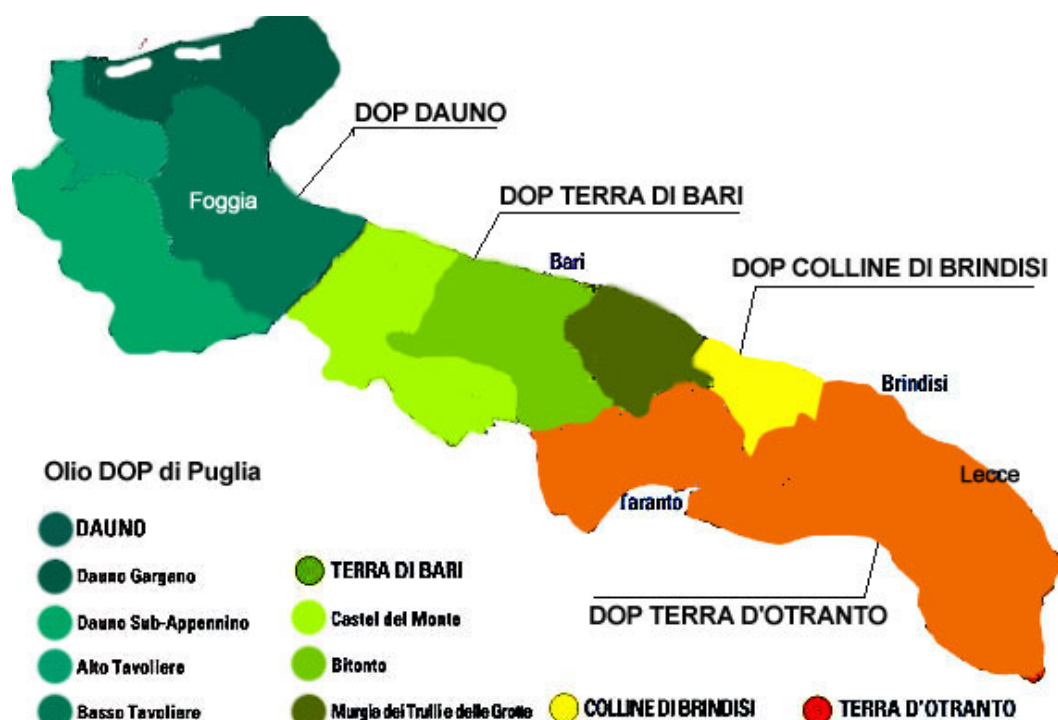 DOP DAUNO
Foggia
DOP TERRA DI BARI
Bari
DOP COLLINE DI BRINDISI
Brindisi
Lecce
Taranto
DOP TERRA D'OTRANTO
Olio DOP di Puglia
DAUNO
Dauno Gargano
Dauno Sub-Appennino
Alto Tavoliere
Basso Tavoliere
TERRA DI BARI
Castel del Monte
Bitonto
Murgia dei Trulli e delle Grotte
COLLINE DI BRINDISI
TERRA D'OTRANTO